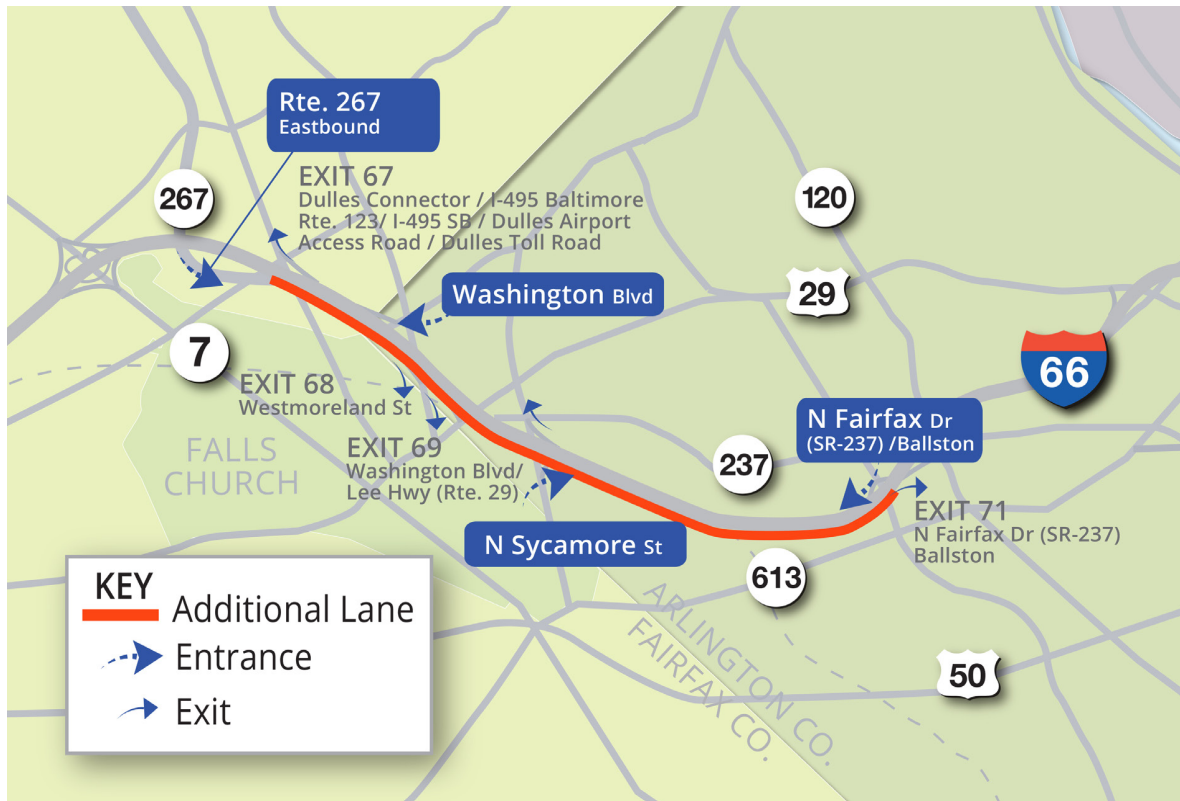 Rte. 267
Eastbound
EXIT 67
Dulles Connector / I-495 Baltimore
Rte. 123/ I-495 SB / Dulles Airport
Access Road / Dulles Toll Road
267
120
Washington Blvd
29
7
66
EXIT 68
Westmoreland St
N Fairfax Dr
(SR-237) /Ballston
FALLS
CHURCH
EXIT 69
Washington Blvd/
Lee Hwy (Rte. 29)
237
EXIT 71
N Fairfax Dr (SR-237)
Ballston
N Sycamore St
613
KEY
Additional Lane
Entrance
Exit
ARLINGTON CO.
FAIRFAX CO.
50